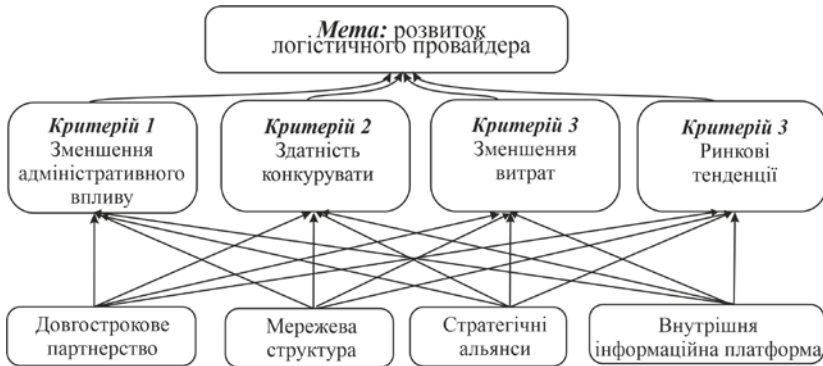 Мета: розвиток
логістичного провайдера
Критерій 1
Зменшення
адміністративного
впливу
Критерій 2
Здатність
конкурувати
Критерій 3
Зменшення
витрат
Критерій 3
Ринкові
тенденції
Довгострокове
партнерство
Мережева
структура
Стратегічні
альянси
Внутрішня
інформаційна платформа